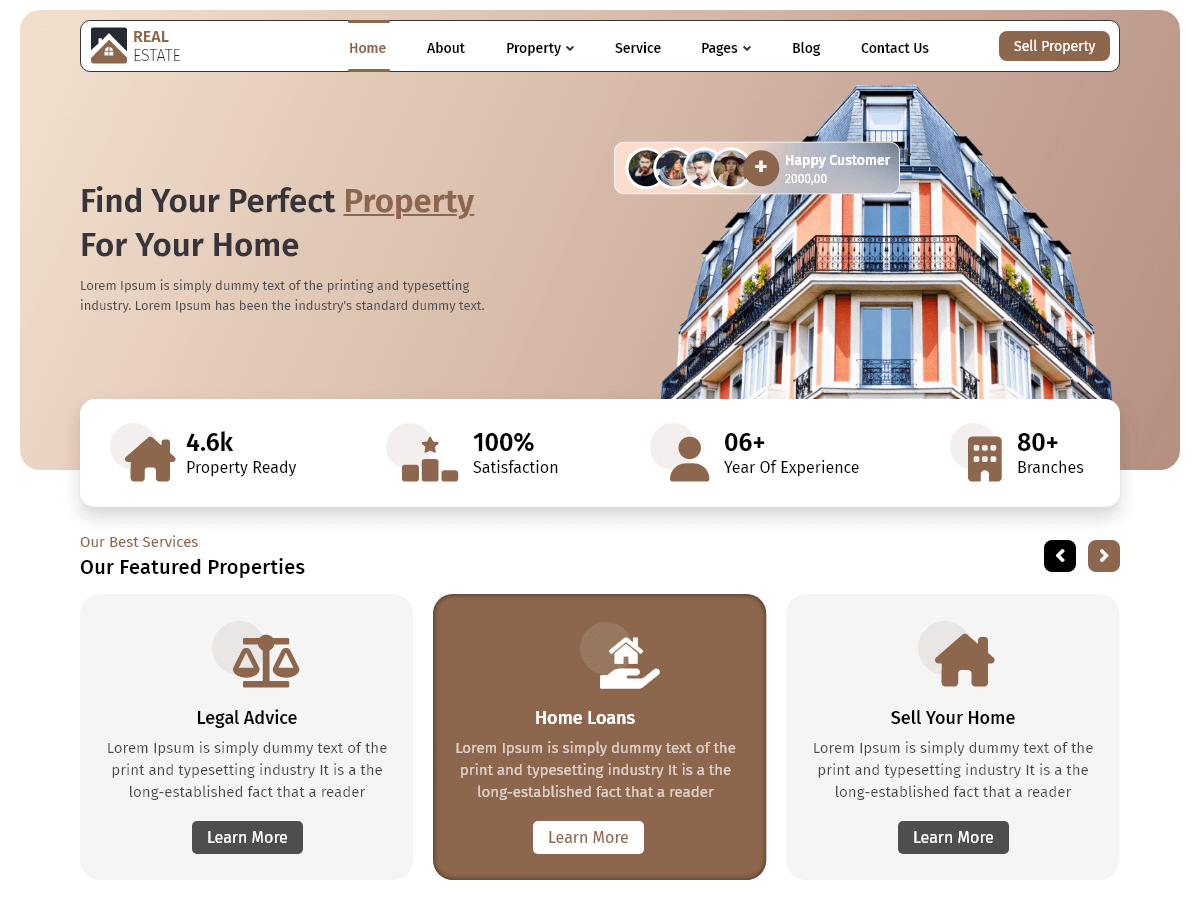 REAL
ESTATE
Home About Property Service Pages Blog Contact Us Sell Property
+ Happy Customer
2000,00
Find Your Perfect Property
For Your Home
Lorem Ipsum is simply dummy text of the printing and typesetting
industry. Lorem Ipsum has been the industry's standard dummy text.
4.6k
Property Ready
100%
Satisfaction
06+
Year Of Experience
80+
Branches
Our Best Services
Our Featured Properties
Legal Advice
Lorem Ipsum is simply dummy text of the
print and typesetting industry It is a the
long-established fact that a reader
Learn More
Home Loans
Lorem Ipsum is simply dummy text of the
print and typesetting industry It is a the
long-established fact that a reader
Learn More
Sell Your Home
Lorem Ipsum is simply dummy text of the
print and typesetting industry It is a the
long-established fact that a reader
Learn More